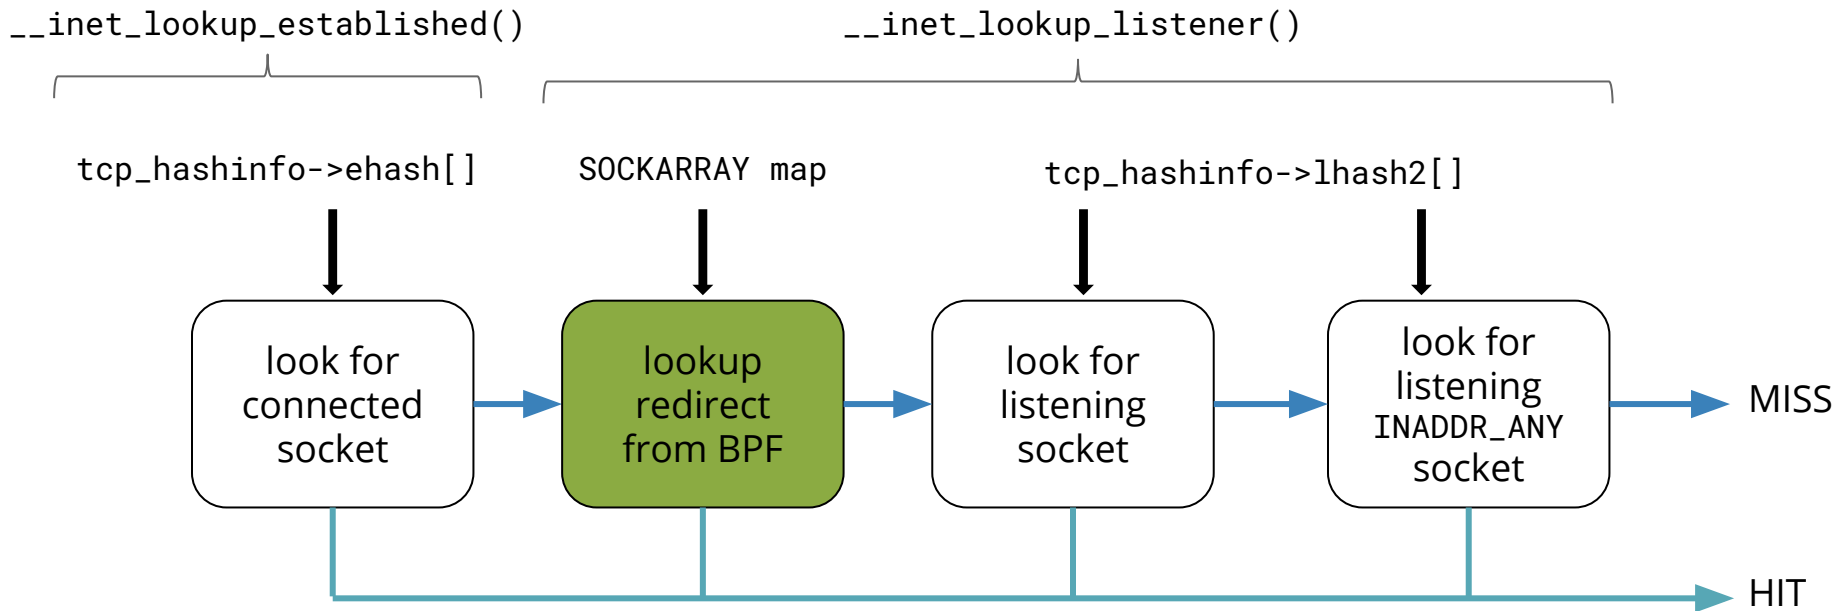 __inet_lookup_established()
__inet_lookup_listener()
tcp_hashinfo->ehash[]
SOCKARRAY map
tcp_hashinfo->lhash2[]
look for
connected
socket
lookup
redirect
from BPF
look for
listening
socket
look for
listening
INADDR_ANY
socket
MISS
HIT